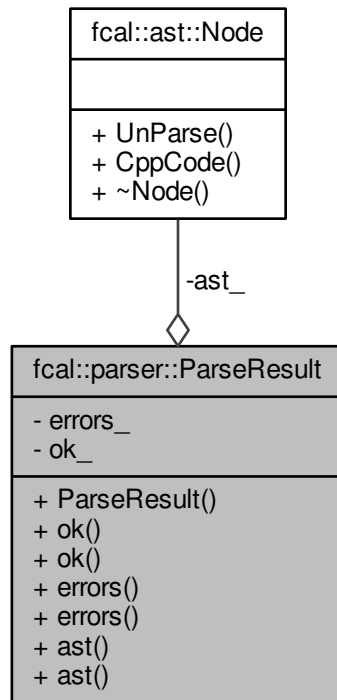 fcal::ast::Node
+ UnParse()
+ CppCode()
+ ~Node()
-ast_
fcal::parser::ParseResult
- errors_
- ok_
+ ParseResult()
+ ok()
+ ok()
+ errors()
+ errors()
+ ast()
+ ast()